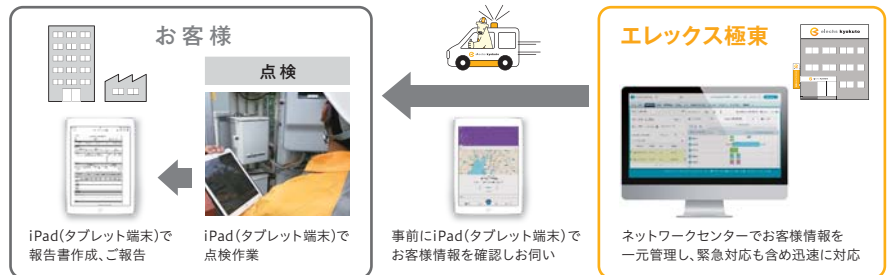 お客様
点検
iPad(タブレット端末)で
報告書作成、ご報告
iPad(タブレット端末)で
点検作業
elechs kyokuto
事前にiPad(タブレット端末)で
お客様情報を確認しお伺い
エレックス極東
elechs kyokuto
ネットワークセンターでお客様情報を
一元管理し、緊急対応も含め迅速に対応